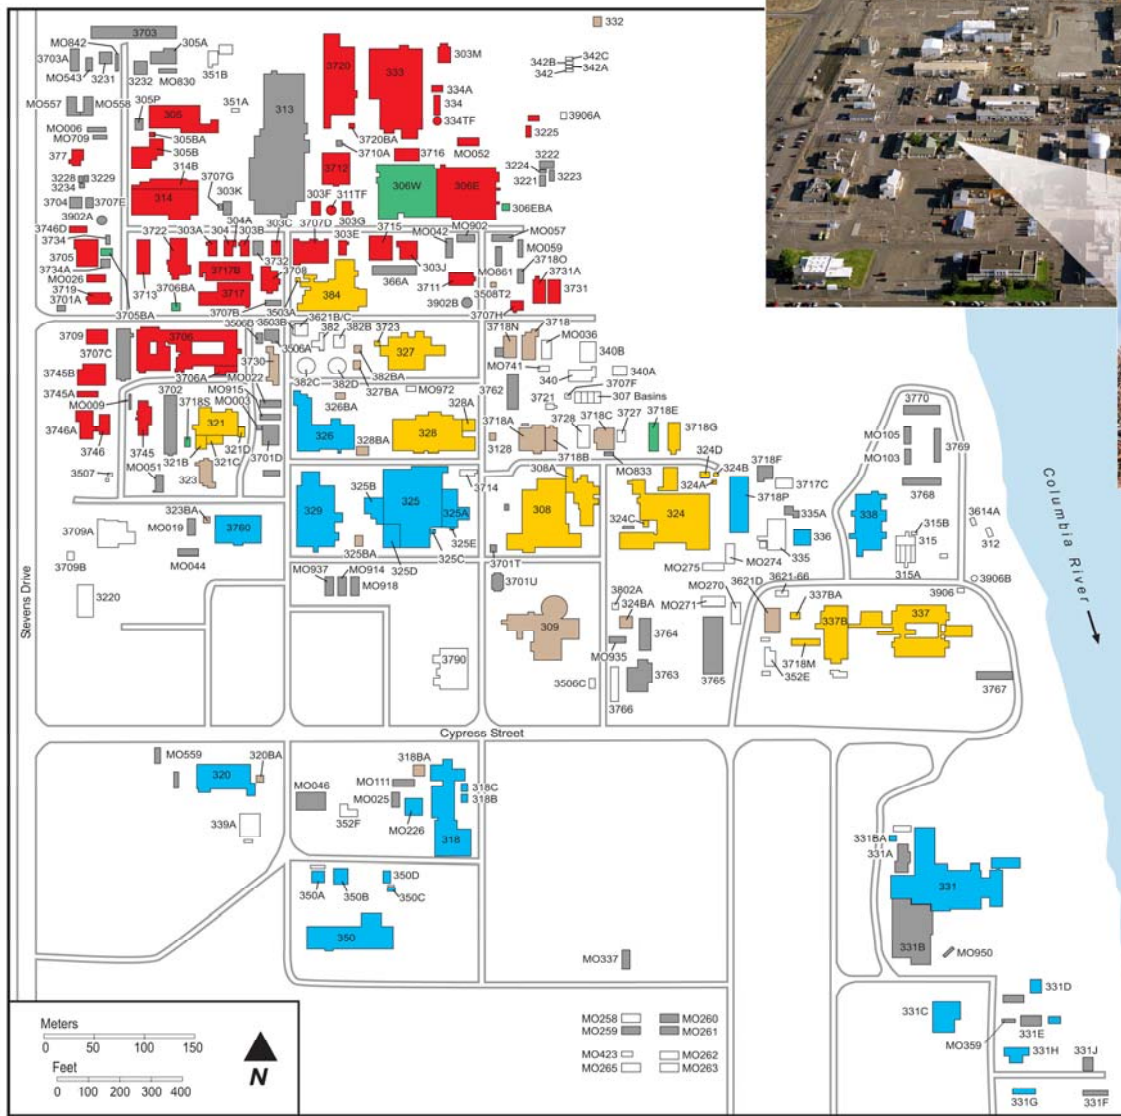 3703
MO842
305A
332
3703A
MO543
3231
3232
MO830
351B
3720
333
303M
342B
342C
342
342A
MO557
MO558
305P
305
351A
313
334A
334
334TF
3906A
MO006
MO709
305BA
305B
3720BA
3710A
3716
MO052
3225
377
314B
3712
3222
3224
3221
3223
3228
3229
3234
314
3707G
303K
303F
311TF
306W
306E
3704
3707E
306EBA
3902A
303A
304A
304
303B
303C
3707D
303G
303E
3715
MO042
MO902
MO057
3746D
3734
3705
3722
3732
303J
MO059
3718O
3734A
MO026
3717B
3708
366A
MO861
3731A
3719
3701A
3713
3706BA
3717
384
3711
3508T2
3731
3705BA
3707B
3503A
3902B
3707H
3709
3506B
3503B
3621B/C
382
382B
3723
3718N
3718
MO036
3707C
3706
3506A
327
340B
3745B
3706A
3730
382C
382D
382BA
327BA
MO741
340
340A
3745A
MO009
MO022
MO915
MO003
MO972
3762
3707F
307 Basins
3702
3718S
326BA
328A
3721
3770
3746A
3746
3745
321
326
328
3718A
3728
3718C
3727
3718E
3718G
MO105
3769
321B
321C
321D
3701D
328BA
3128
3718B
MO833
324D
324B
3718F
MO103
3507
MO051
323
325B
325
3714
308A
324A
3717C
3768
323BA
329
325A
308
324
3718P
335A
338
3614A
3709A
MO019
3760
325E
324C
336
315B
315
312
325BA
325D
325C
335
3709B
MO044
MO937
MO914
MO918
3701T
3701U
MO275
MO274
315A
3906B
3220
3802A
324BA
MO270
MO271
3621D
3621-66
3906
337BA
337B
337
309
3764
MO935
3718M
3790
3763
352E
3506C
3766
3765
3767
Stevens Drive
Columbia River
Cypress Street
MO559
320
320BA
318BA
MO046
MO111
MO025
318C
318B
339A
352F
MO226
318
331BA
331A
331
350A
350B
350D
350C
350
331B
MO950
MO337
331D
331C
331E
MO359
331H
331J
331G
331F
Meters
0 50 100 150
Feet
0 100 200 300 400
N
MO258 MO260
MO259 MO261
MO423 MO262
MO265 MO263